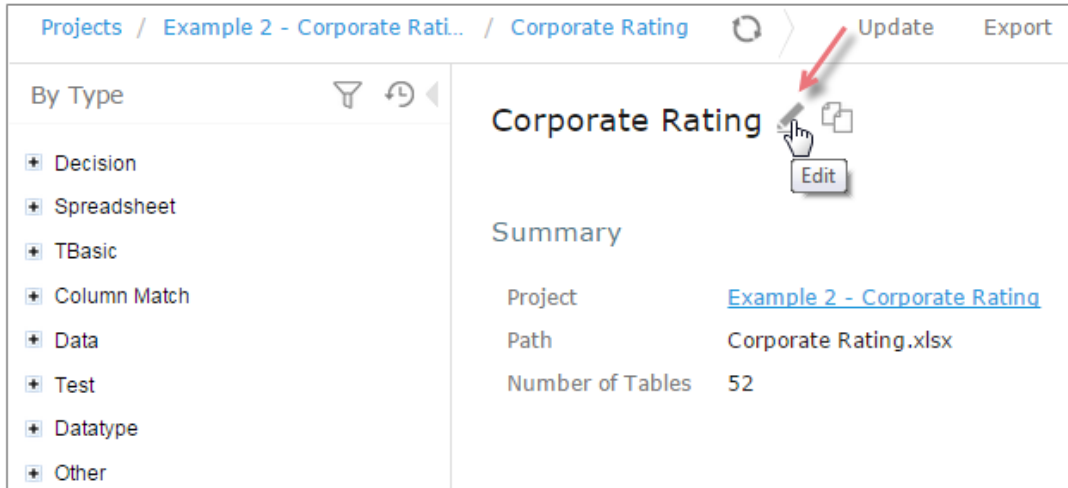 Projects / Example 2 - Corporate Rati... / Corporate Rating Update Export
By Type
Decision
Spreadsheet
TBasic
Column Match
Data
Test
Datatype
Other
Corporate Rating
Edit
Summary
Project Example 2 - Corporate Rating
Path Corporate Rating.xlsx
Number of Tables 52